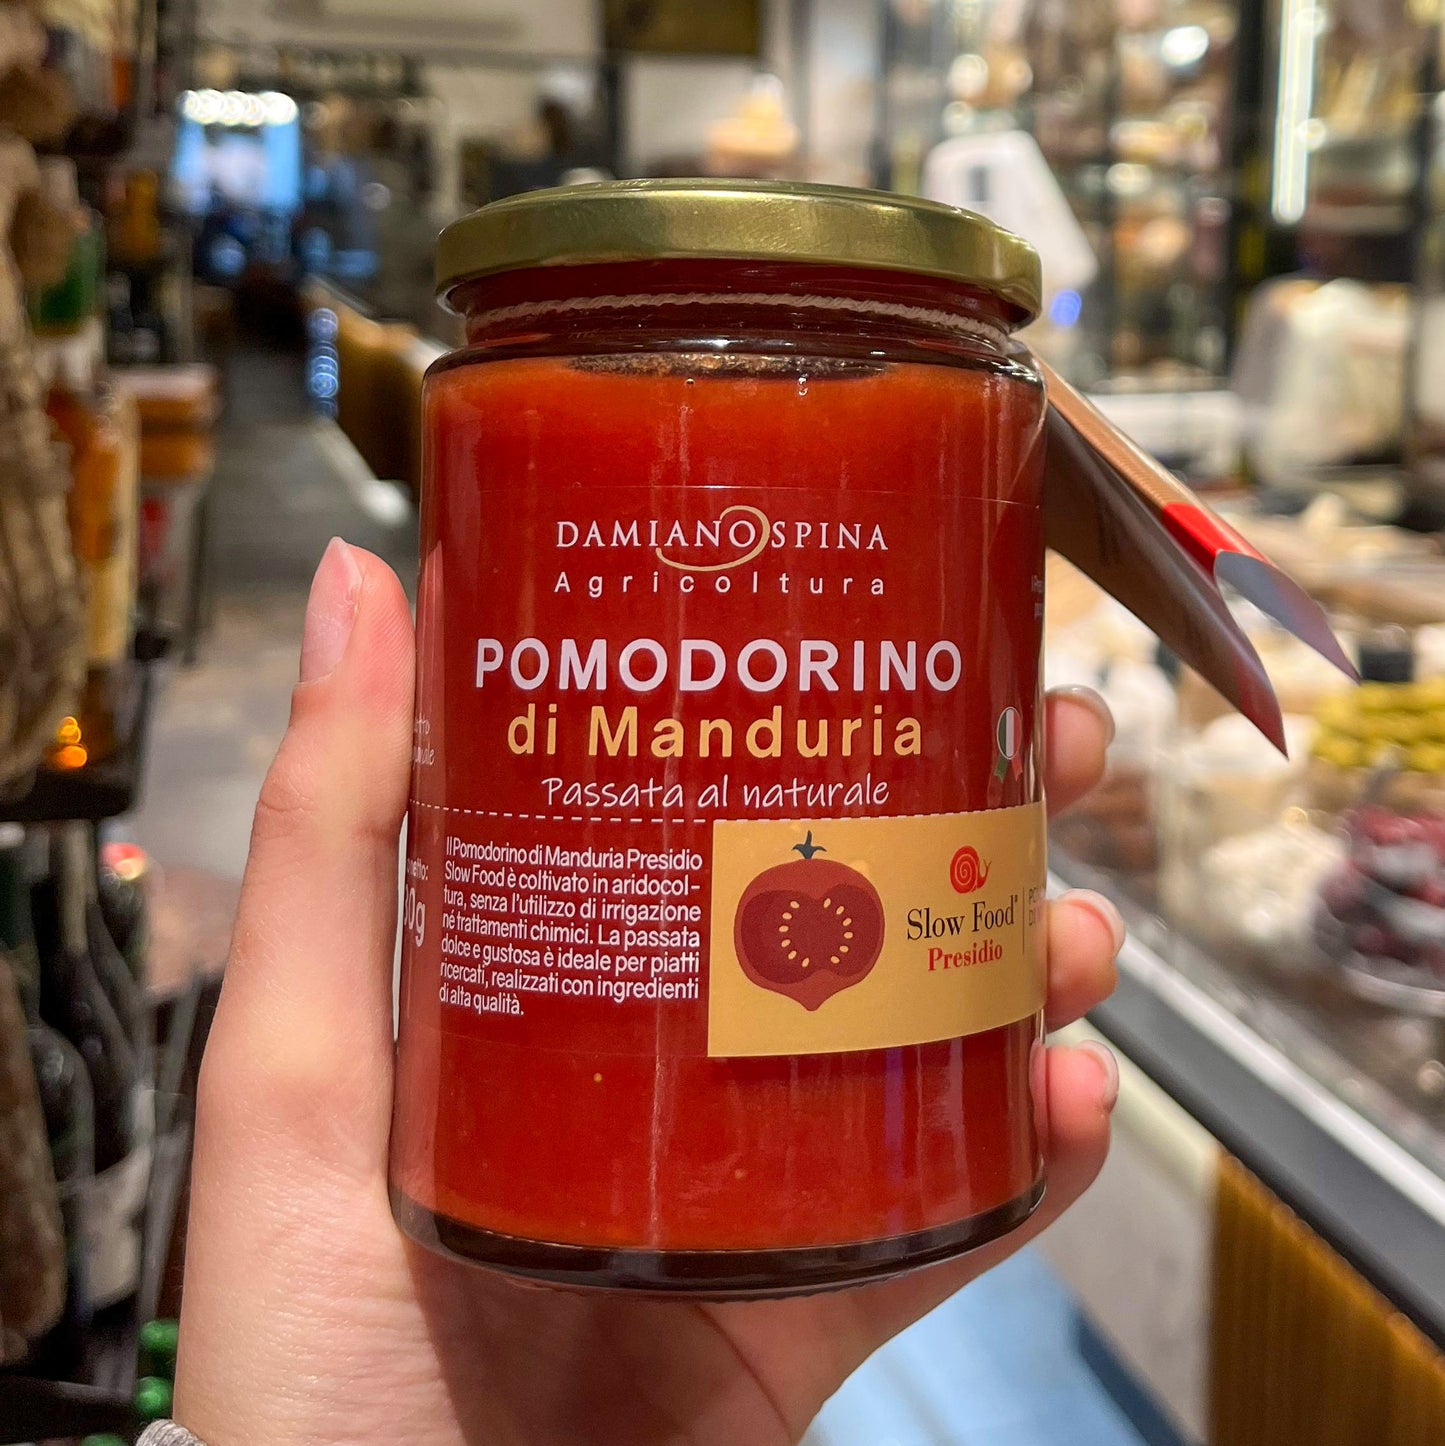 DAMIANO SPINA
Agricoltura
POMODORINO
di Manduria
Passata al naturale
Il Pomodorino di Manduria Presidio
Slow Food è coltivato in aridocol-
tura, senza l'utilizzo di irrigazione
né trattamenti chimici. La passata
dolce e gustosa è ideale per piatti
ricercati, realizzati con ingredienti
di alta qualità.
Slow Food®
Presidio